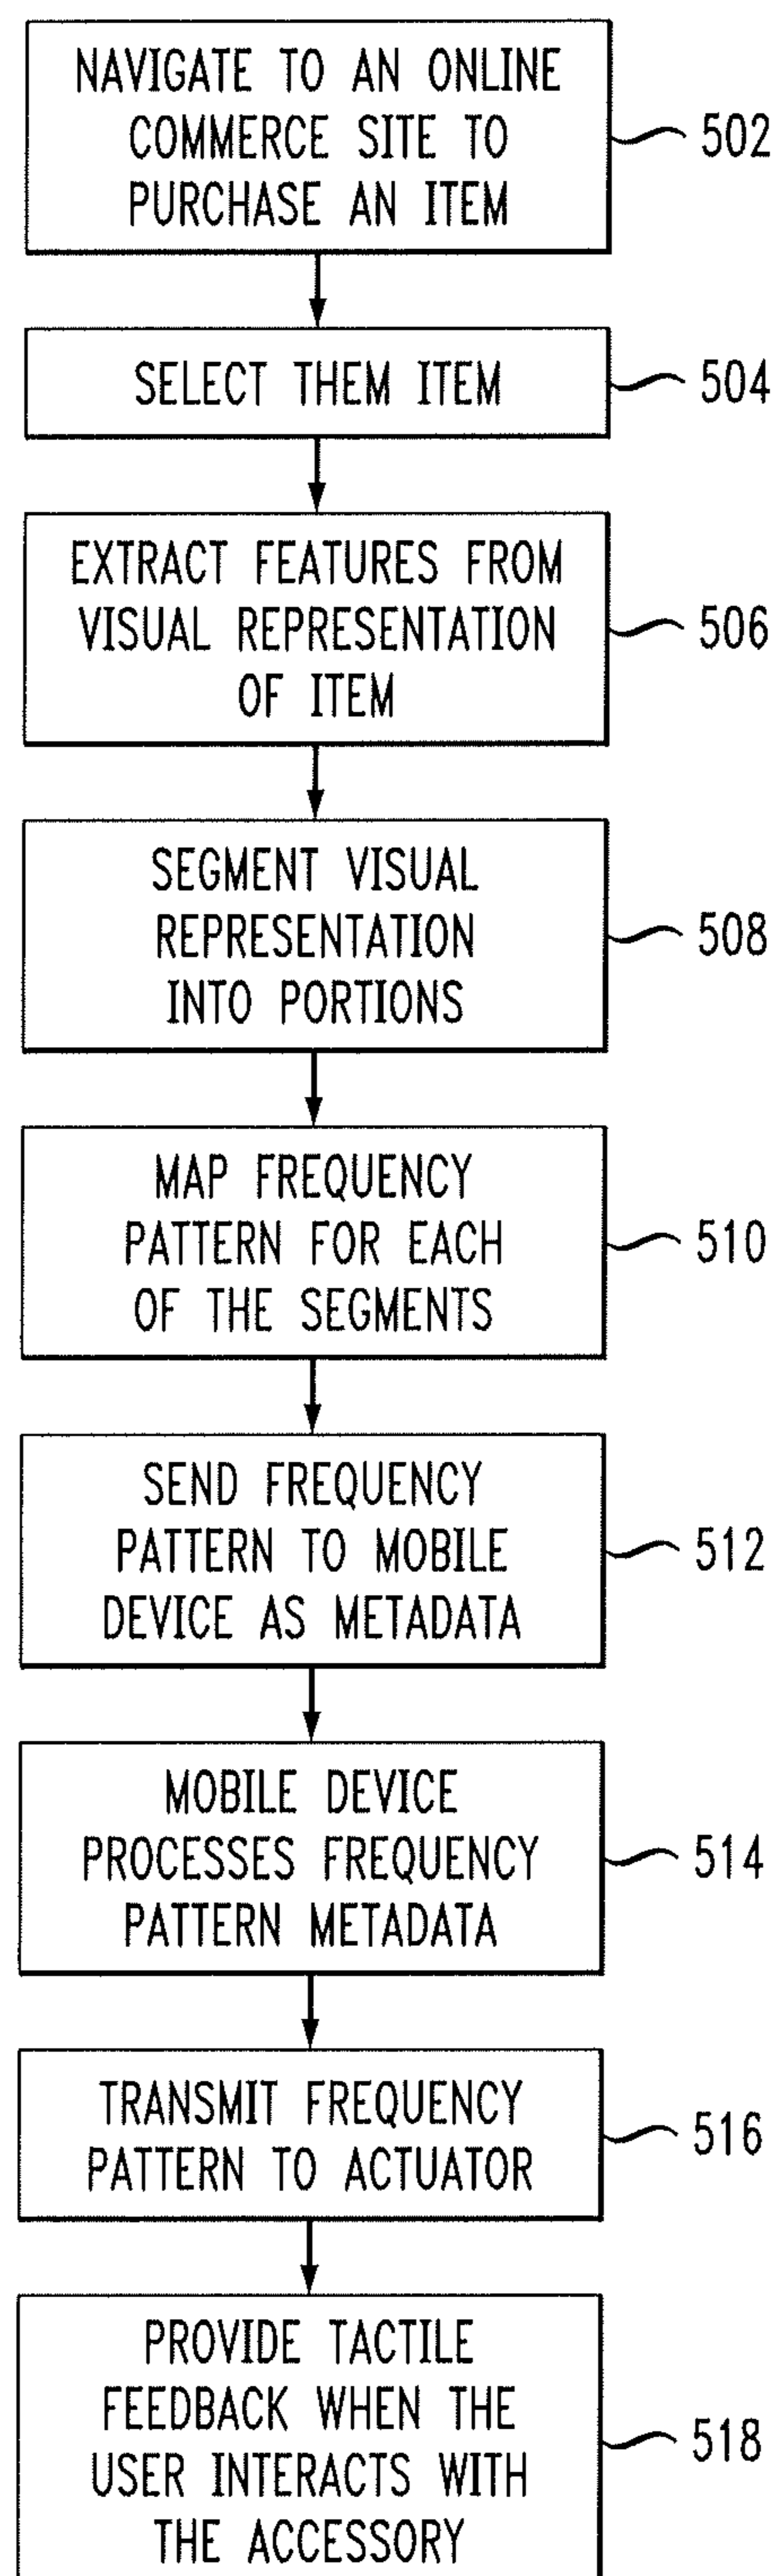 NAVIGATE TO AN ONLINE
COMMERCE SITE TO
PURCHASE AN ITEM
502
SELECT THEM ITEM
504
EXTRACT FEATURES FROM
VISUAL REPRESENTATION
OF ITEM
506
SEGMENT VISUAL
REPRESENTATION
INTO PORTIONS
508
MAP FREQUENCY
PATTERN FOR EACH
OF THE SEGMENTS
510
SEND FREQUENCY
PATTERN TO MOBILE
DEVICE AS METADATA
512
MOBILE DEVICE
PROCESSES FREQUENCY
PATTERN METADATA
514
TRANSMIT FREQUENCY
PATTERN TO ACTUATOR
516
PROVIDE TACTILE
FEEDBACK WHEN THE
USER INTERACTS WITH
THE ACCESSORY
518